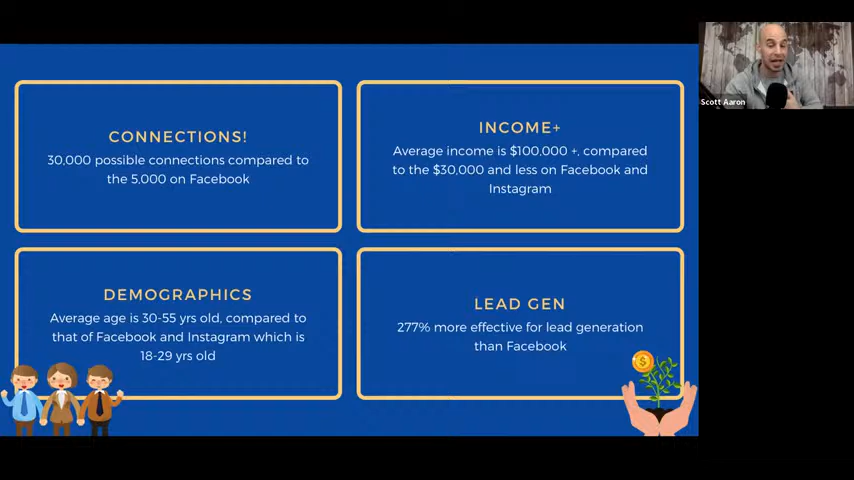 CONNECTIONS!
30,000 possible connections compared to
the 5,000 on Facebook
INCOME+
Average income is $100,000 +, compared
to the $30,000 and less on Facebook and
Instagram
DEMOGRAPHICS
Average age is 30-55 yrs old, compared to
that of Facebook and Instagram which is
18-29 yrs old
LEAD GEN
277% more effective for lead generation
than Facebook
$
Scott Aaron